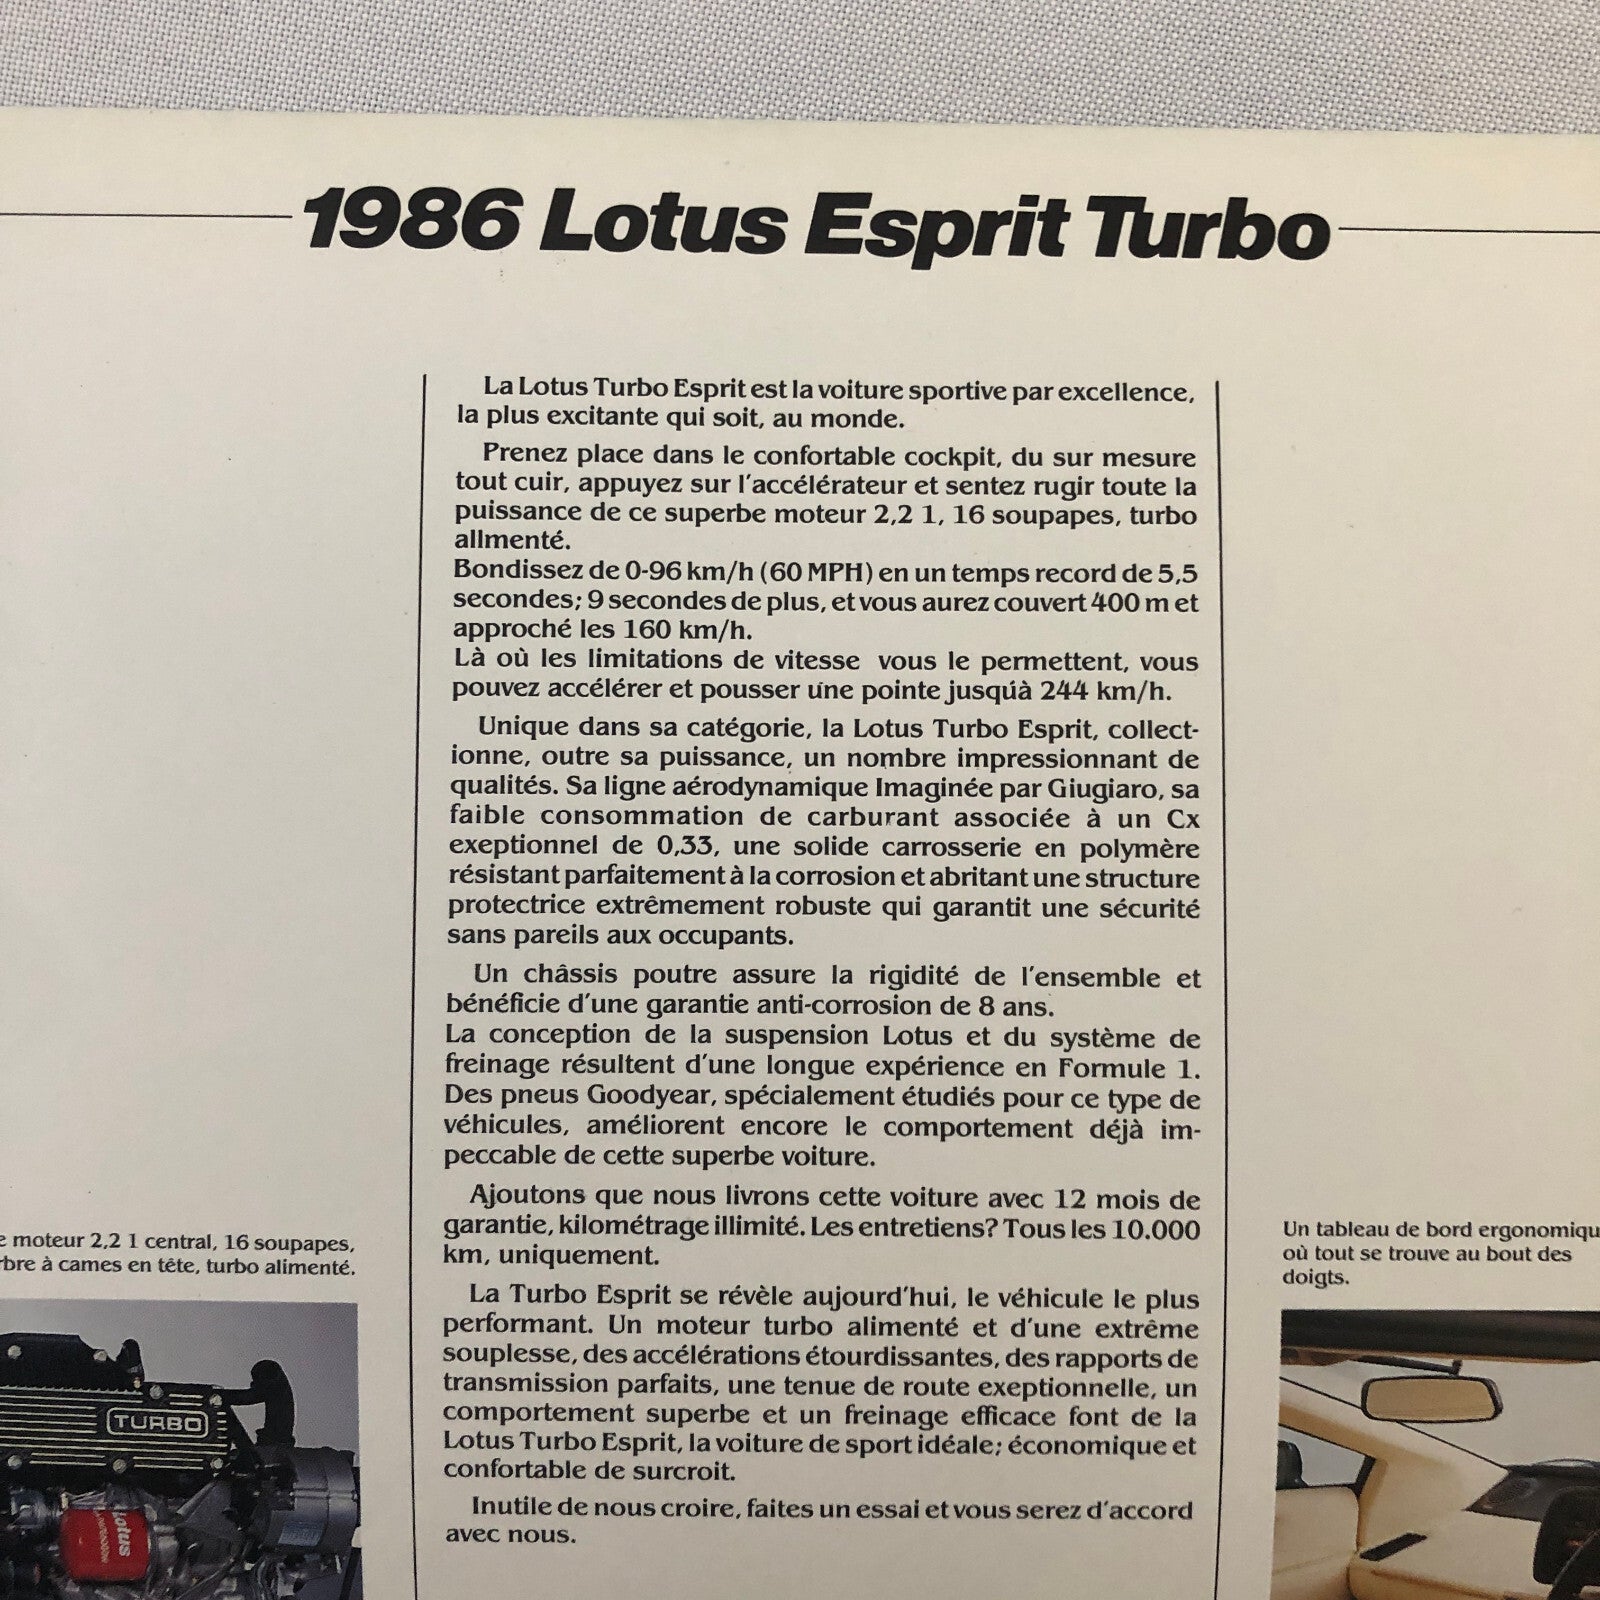 1986 Lotus Esprit Turbo
La Lotus Turbo Esprit est la voiture sportive par excellence,
la plus excitante qui soit, au monde.
Prenez place dans le confortable cockpit, du sur mesure
tout cuir, appuyez sur l'accélérateur et sentez rugir toute la
puissance de ce superbe moteur 2,2 1, 16 soupapes, turbo
allmenté.
Bondissez de 0-96 km/h (60 MPH) en un temps record de 5,5
secondes; 9 secondes de plus, et vous aurez couvert 400 m et
approché les 160 km/h.
Là où les limitations de vitesse vous le permettent, vous
pouvez accélérer et pousser une pointe jusqúà 244 km/h.
Unique dans sa catégorie, la Lotus Turbo Esprit, collect-
ionne, outre sa puissance, un nombre impressionnant de
qualités. Sa ligne aérodynamique Imaginée par Giugiaro, sa
faible consommation de carburant associée à un Cx
exeptionnel de 0,33, une solide carrosserie en polymère
résistant parfaitement à la corrosion et abritant une structure
protectrice extrêmement robuste qui garantit une sécurité
sans pareils aux occupants.
Un châssis poutre assure la rigidité de l'ensemble et
bénéficie d'une garantie anti-corrosion de 8 ans.
La conception de la suspension Lotus et du système de
freinage résultent d'une longue expérience en Formule 1.
Des pneus Goodyear, spécialement étudiés pour ce type de
véhicules, améliorent encore le comportement déjà im-
peccable de cette superbe voiture.
Ajoutons que nous livrons cette voiture avec 12 mois de
garantie, kilométrage illimité. Les entretiens? Tous les 10.000
km, uniquement.
La Turbo Esprit se révèle aujourd'hui, le véhicule le plus
performant. Un moteur turbo alimenté et d'une extrême
souplesse, des accélérations étourdissantes, des rapports de
transmission parfaits, une tenue de route exeptionnelle, un
comportement superbe et un freinage efficace font de la
Lotus Turbo Esprit, la voiture de sport idéale; économique et
confortable de surcroit.
Inutile de nous croire, faites un essai et vous serez d'accord
avec nous.
e moteur 2,2 1 central, 16 soupapes,
rbre à cames en tête, turbo alimenté.
TURBO
Lotus
Un tableau de bord ergonomiqu
où tout se trouve au bout des
doigts.